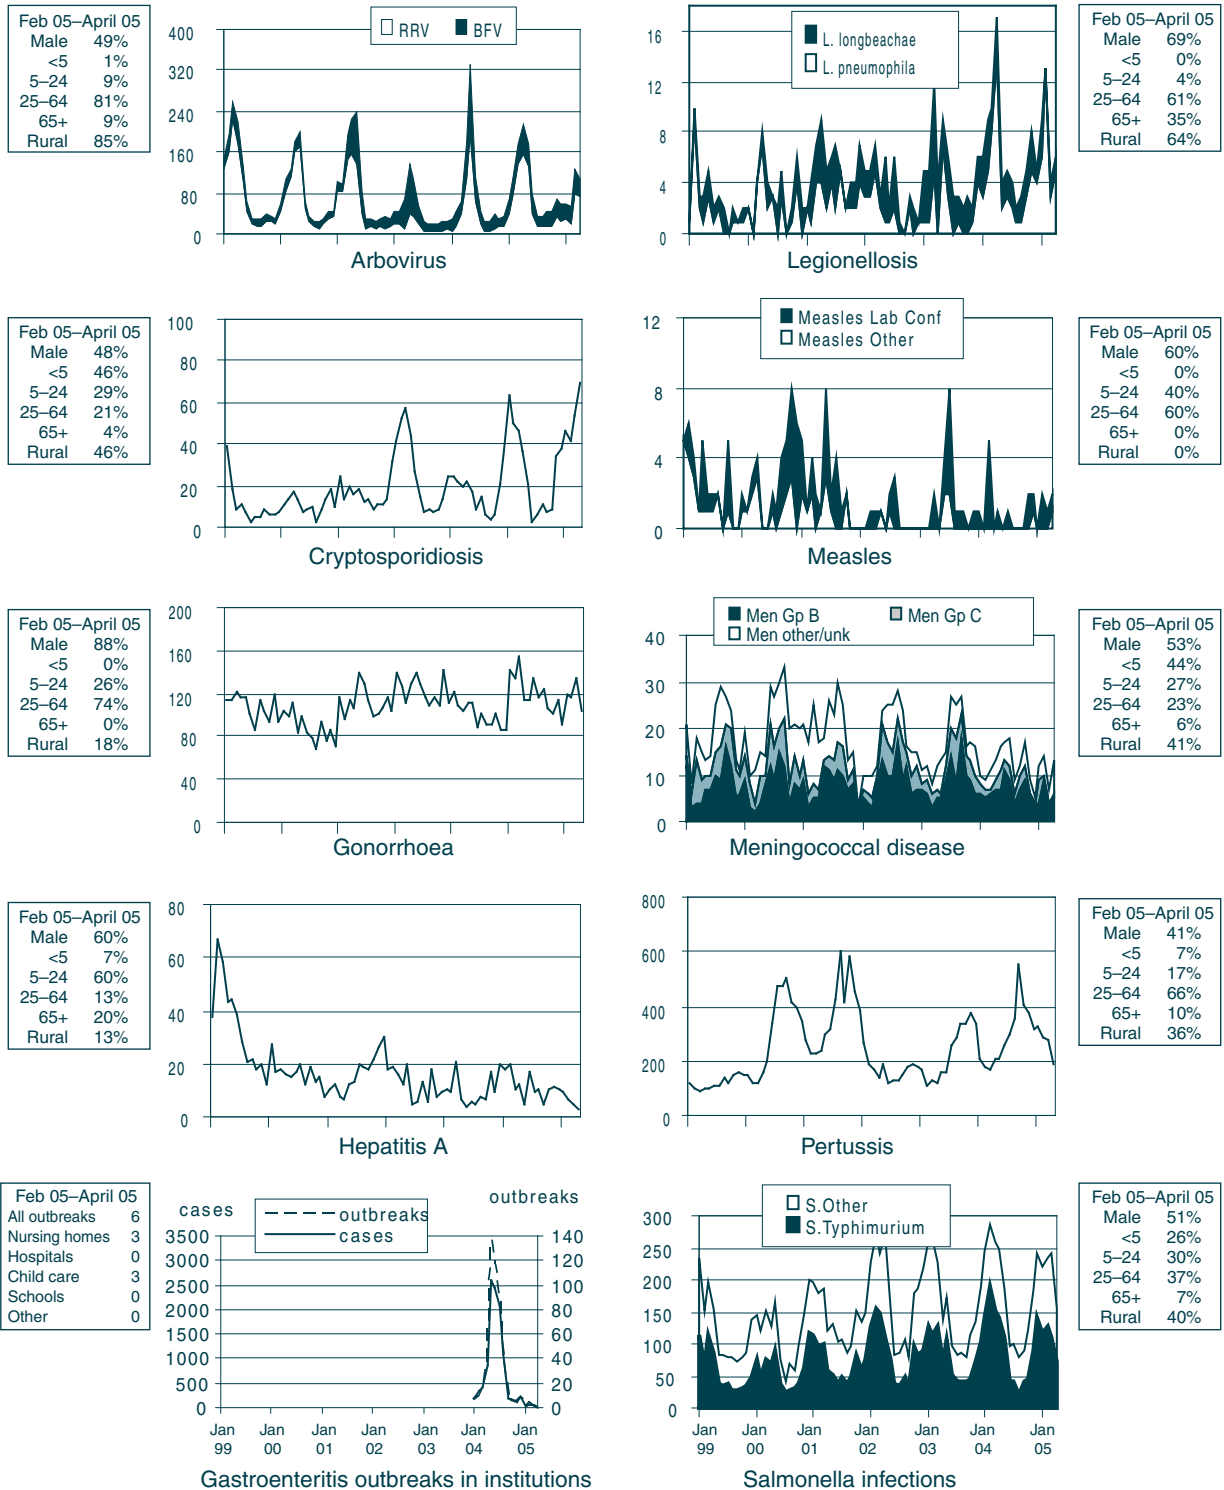 Feb 05–April 05
Male 49%
<5 1%
5–24 9%
25–64 81%
65+ 9%
Rural 85%
RRV BFV
400
320
240
160
80
0
Arbovirus
L. longbeachae
L. pneumophila
16
12
8
4
0
Legionellosis
Feb 05–April 05
Male 69%
<5 0%
5–24 4%
25–64 61%
65+ 35%
Rural 64%
Feb 05–April 05
Male 48%
<5 46%
5–24 29%
25–64 21%
65+ 4%
Rural 46%
100
80
60
40
20
0
Cryptosporidiosis
Measles Lab Conf
Measles Other
12
8
4
0
Measles
Feb 05–April 05
Male 60%
<5 0%
5–24 40%
25–64 60%
65+ 0%
Rural 0%
Feb 05–April 05
Male 88%
<5 0%
5–24 26%
25–64 74%
65+ 0%
Rural 18%
200
160
120
80
40
0
Gonorrhoea
Men Gp B Men Gp C
Men other/unk
40
30
20
10
0
Meningococcal disease
Feb 05–April 05
Male 53%
<5 44%
5–24 27%
25–64 23%
65+ 6%
Rural 41%
Feb 05–April 05
Male 60%
<5 7%
5–24 60%
25–64 13%
65+ 20%
Rural 13%
80
60
40
20
0
Hepatitis A
800
600
400
200
0
Pertussis
Feb 05–April 05
Male 41%
<5 7%
5–24 17%
25–64 66%
65+ 10%
Rural 36%
Feb 05–April 05
All outbreaks 6
Nursing homes 3
Hospitals 0
Child care 3
Schools 0
Other 0
cases
outbreaks
outbreaks
cases
3500
3000
2500
2000
1500
1000
500
0
140
120
100
80
60
40
20
0
Jan Jan Jan Jan Jan Jan Jan
99 00 01 02 03 04 05
Gastroenteritis outbreaks in institutions
S.Other
S.Typhimurium
300
250
200
150
100
50
0
Jan Jan Jan Jan Jan Jan Jan
99 00 01 02 03 04 05
Salmonella infections
Feb 05–April 05
Male 51%
<5 26%
5–24 30%
25–64 37%
65+ 7%
Rural 40%